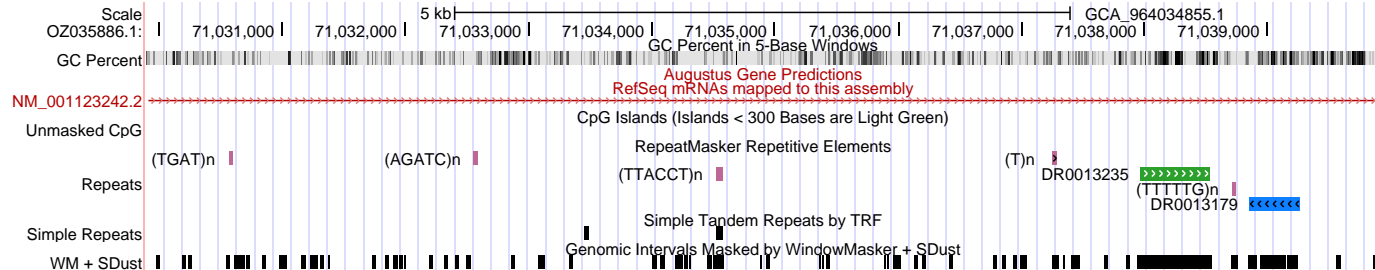 Scale 5 kb GCA_964034855.1
OZ035886.1: 71,031,000 71,032,000 71,033,000 71,034,000 71,035,000 71,036,000 71,037,000 71,038,000 71,039,000
GC Percent in 5-Base Windows
GC Percent
Augustus Gene Predictions
RefSeq mRNAs mapped to this assembly
NM_001123242.2
CpG Islands (Islands < 300 Bases are Light Green)
Unmasked CpG
RepeatMasker Repetitive Elements
(TGAT)n (AGATC)n (T)n
(TTACCT)n DR0013235
Repeats (TTTTTG)n
DR0013179
Simple Tandem Repeats by TRF
Simple Repeats
Genomic Intervals Masked by WindowMasker + SDust
WM + SDust